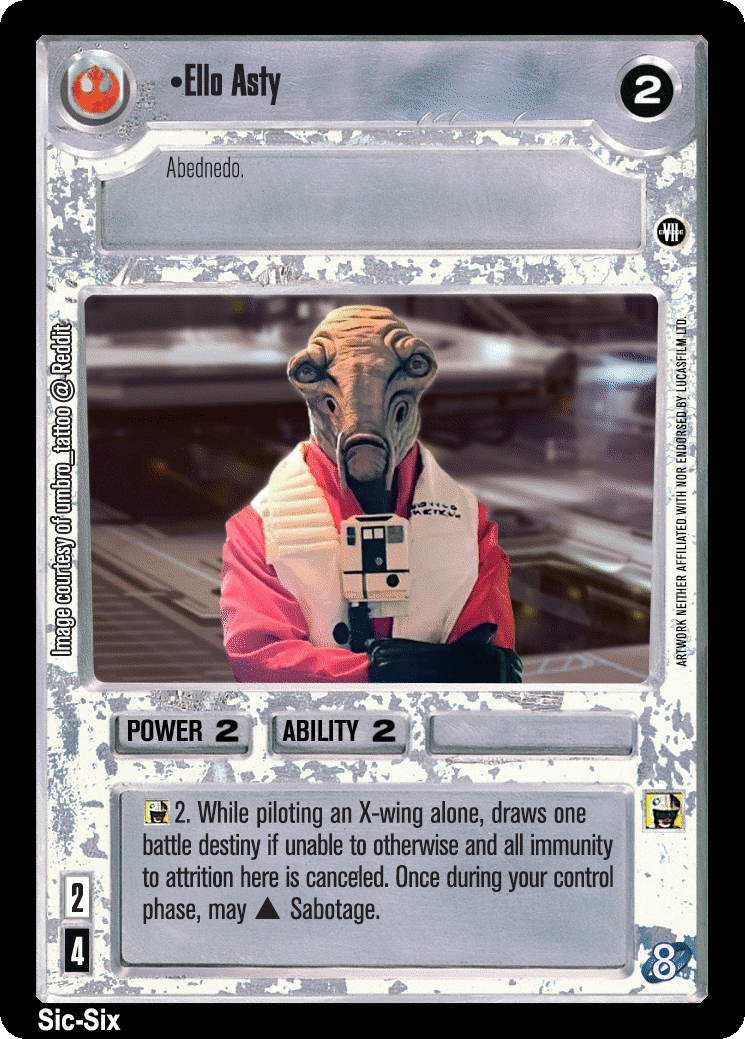 •Ello Asty
2
Abednedo.
EPISODE
VII
Image courtesy of umbro_tattoo @ Reddit
ARTWORK NEITHER AFFILIATED WITH NOR ENDORSED BY LUCASFILM LTD.
POWER 2
ABILITY 2
2. While piloting an X-wing alone, draws one
battle destiny if unable to otherwise and all immunity
to attrition here is canceled. Once during your control
phase, may ▲ Sabotage.
2
4
8
Sic-Six